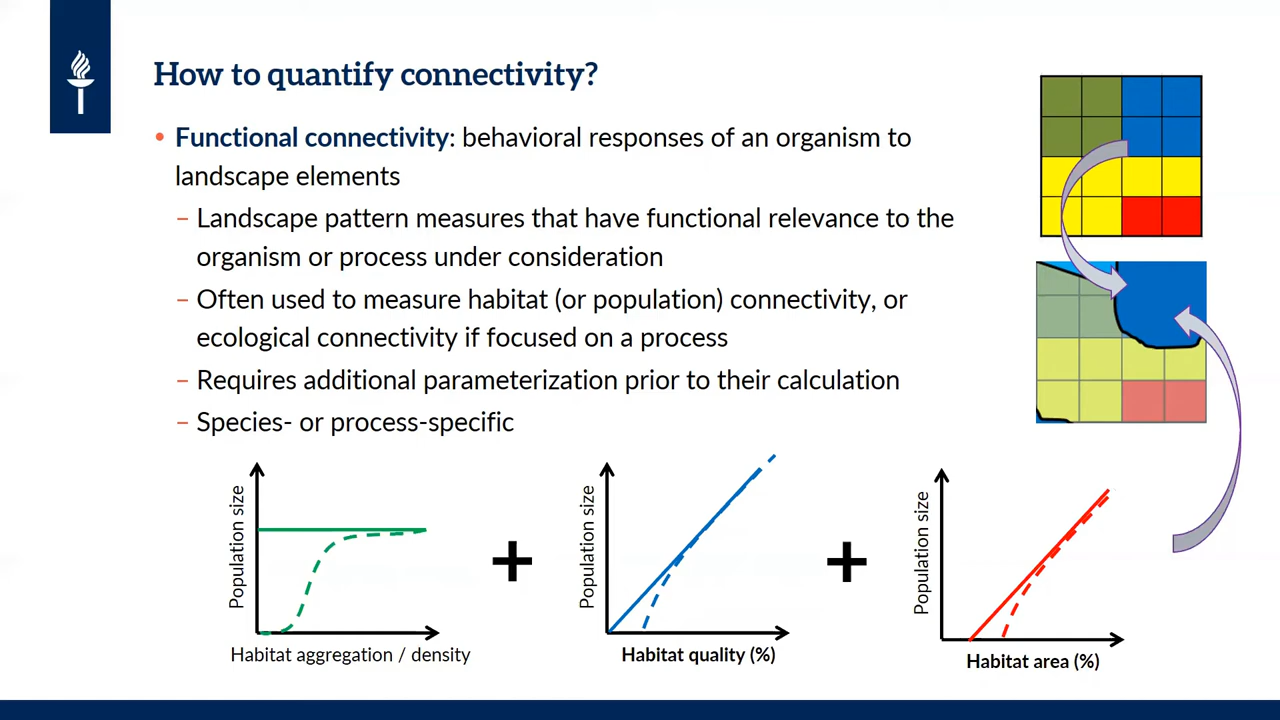 How to quantify connectivity?
• Functional connectivity: behavioral responses of an organism to
landscape elements
– Landscape pattern measures that have functional relevance to the
organism or process under consideration
– Often used to measure habitat (or population) connectivity, or
ecological connectivity if focused on a process
– Requires additional parameterization prior to their calculation
– Species- or process-specific
Population size
Habitat aggregation / density
+
Population size
Habitat quality (%)
+
Population size
Habitat area (%)